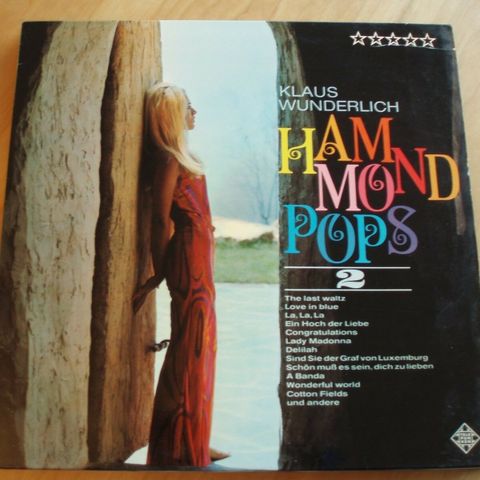 KLAUS
WUNDERLICH
HAM
MOND
POPS
2
The last waltz
Love in blue
La, La, La
Ein Hoch der Liebe
Congratulations
Lady Madonna
Delilah
Sind Sie der Graf von Luxemburg
Schön muß es sein, dich zu lieben
A Banda
Wonderful world
Cotton Fields
und andere